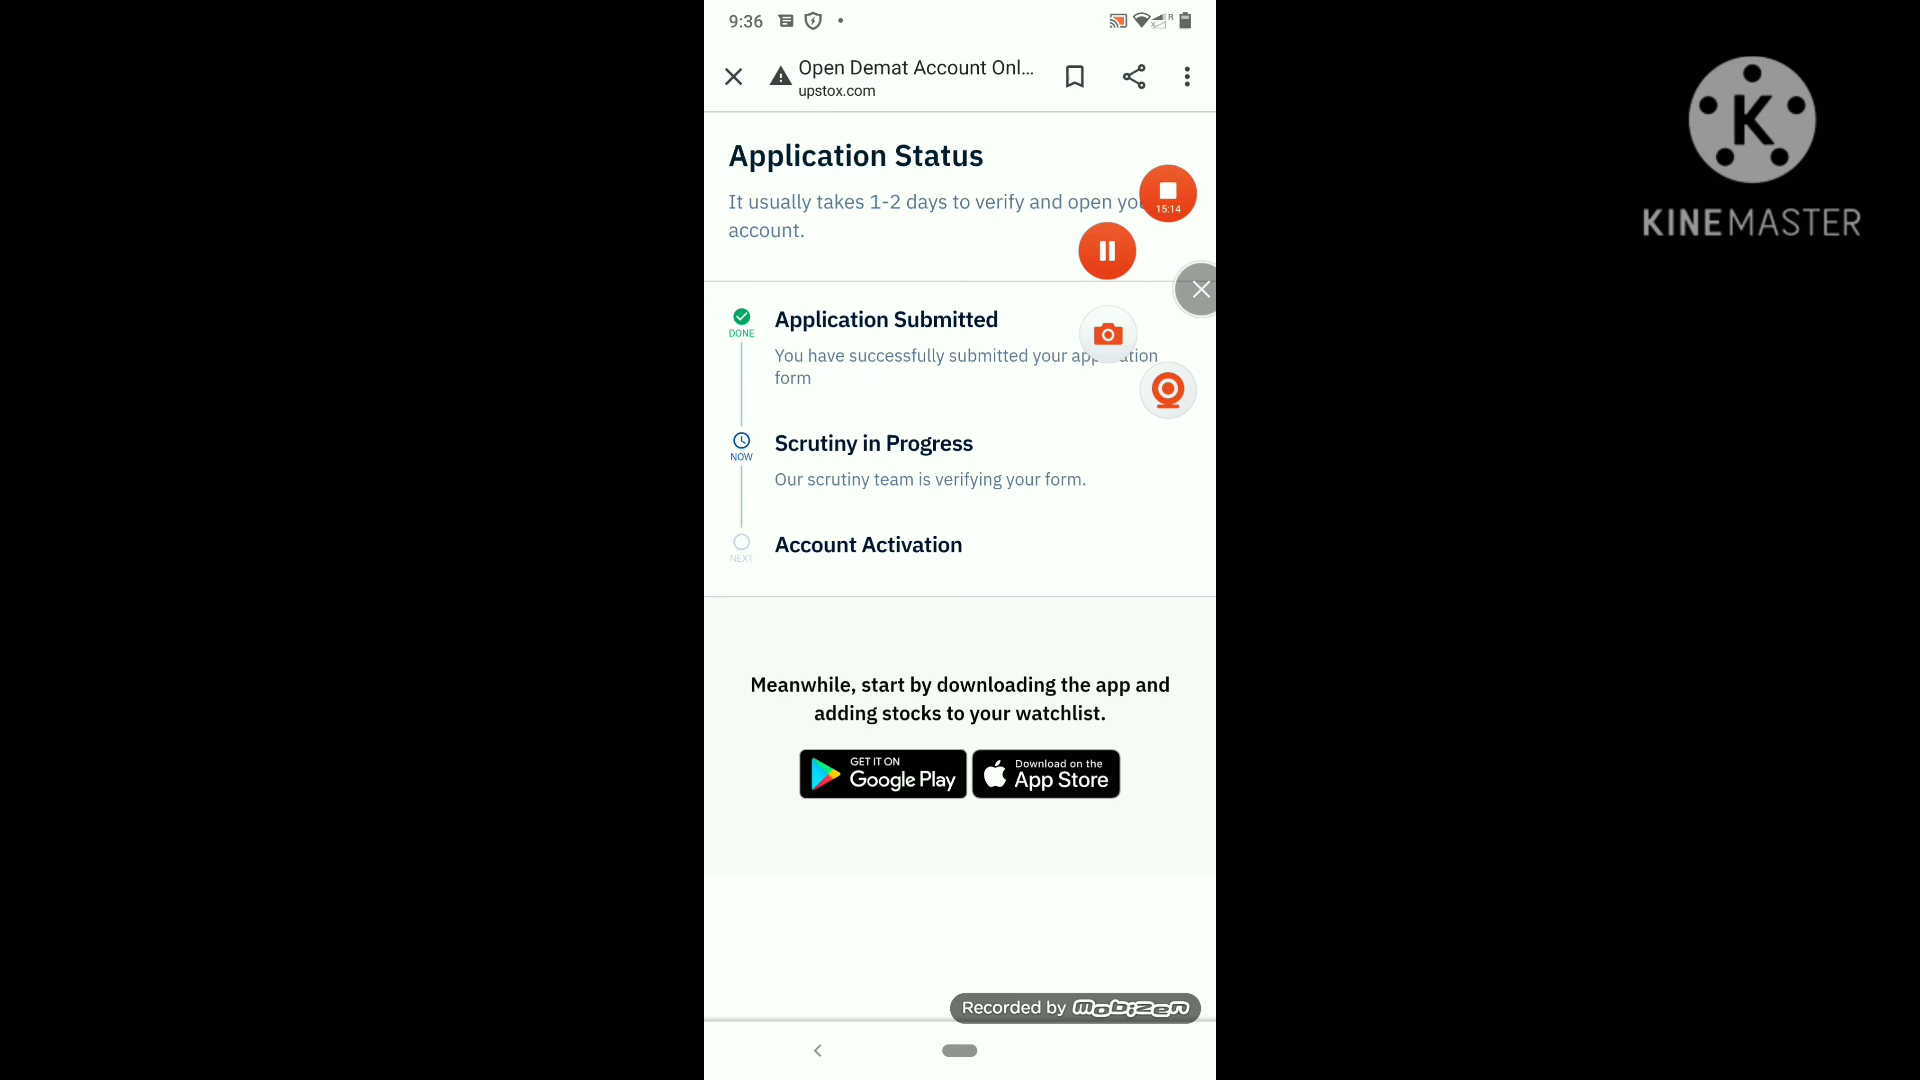 9:36
R
Open Demat Account Onl...
upstox.com
K
KINEMASTER
Application Status
It usually takes 1-2 days to verify and open
account.
15:14
DONE
Application Submitted
You have successfully submitted your
form
NOW
Scrutiny in Progress
Our scrutiny team is verifying your form.
NEXT
Account Activation
Meanwhile, start by downloading the app and
adding stocks to your watchlist.
GET IT ON
Google Play
Download on the
App Store
Recorded by mobizen